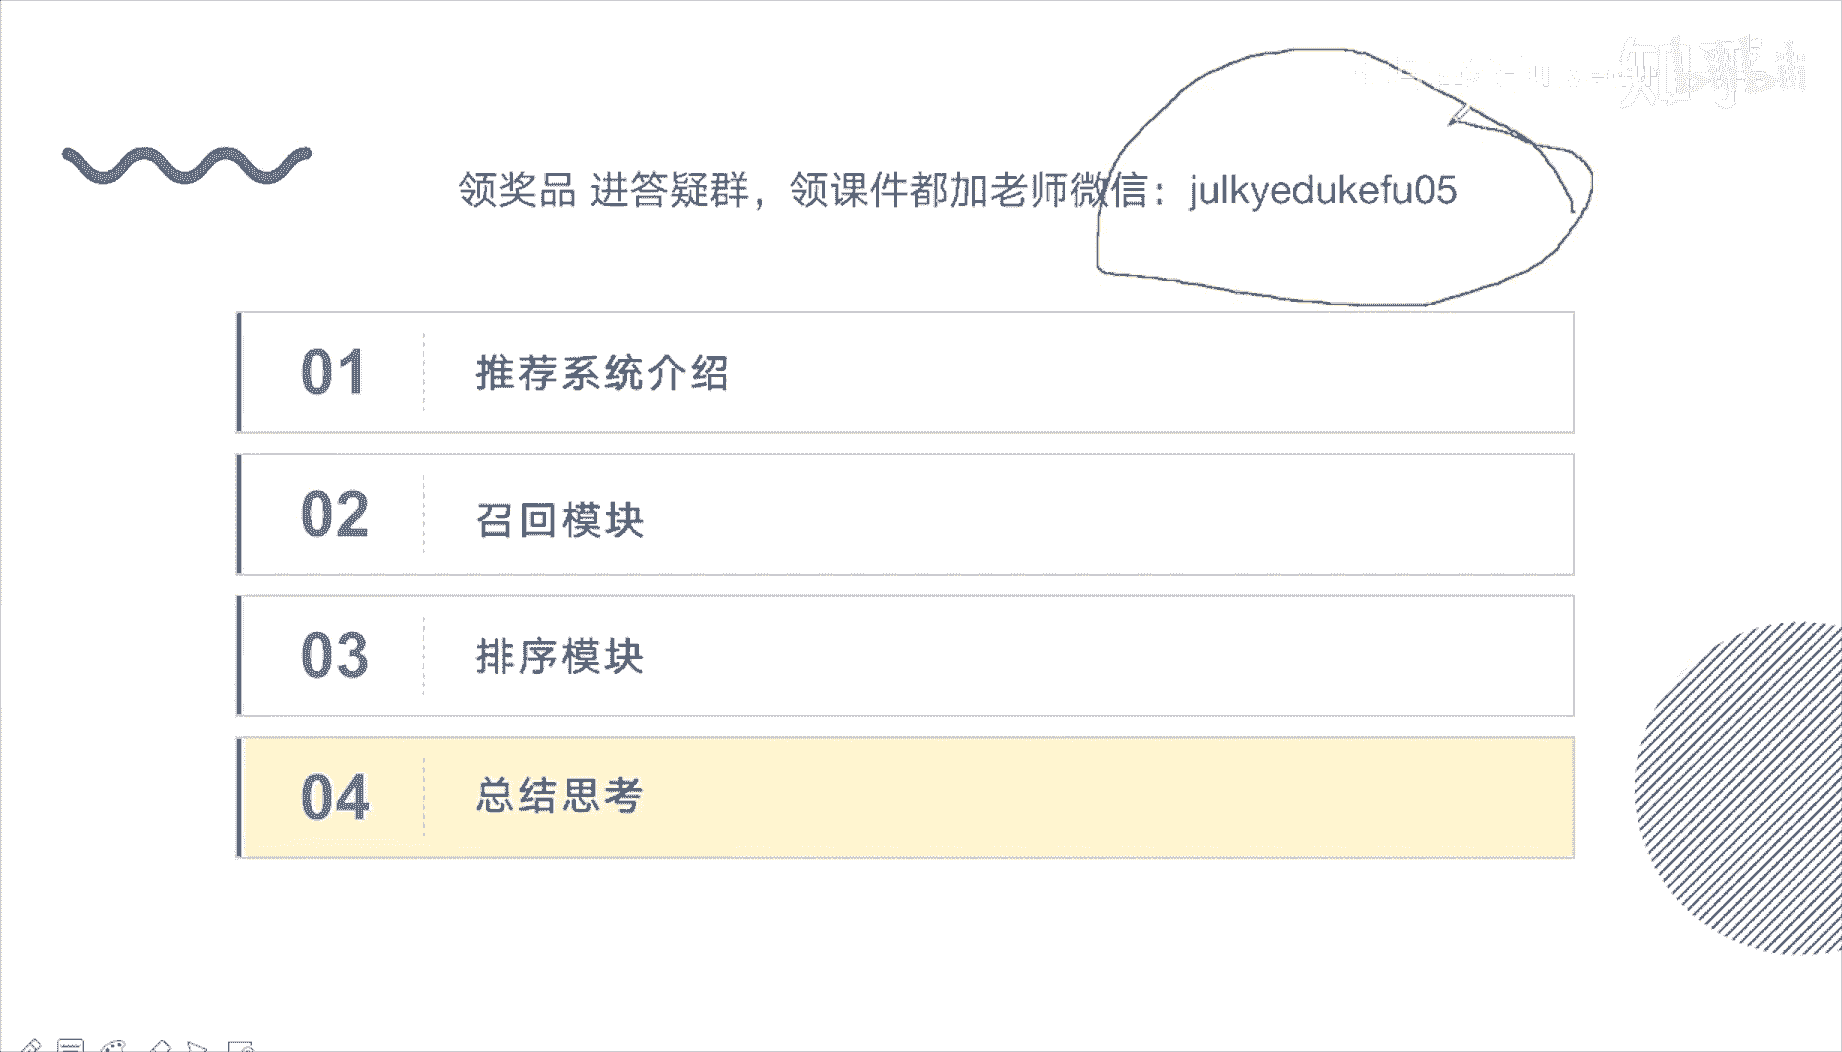 领奖品 进答疑群，领课件都加老师微信：julkyedukefu05
01 推荐系统介绍
02 召回模块
03 排序模块
04 总结思考